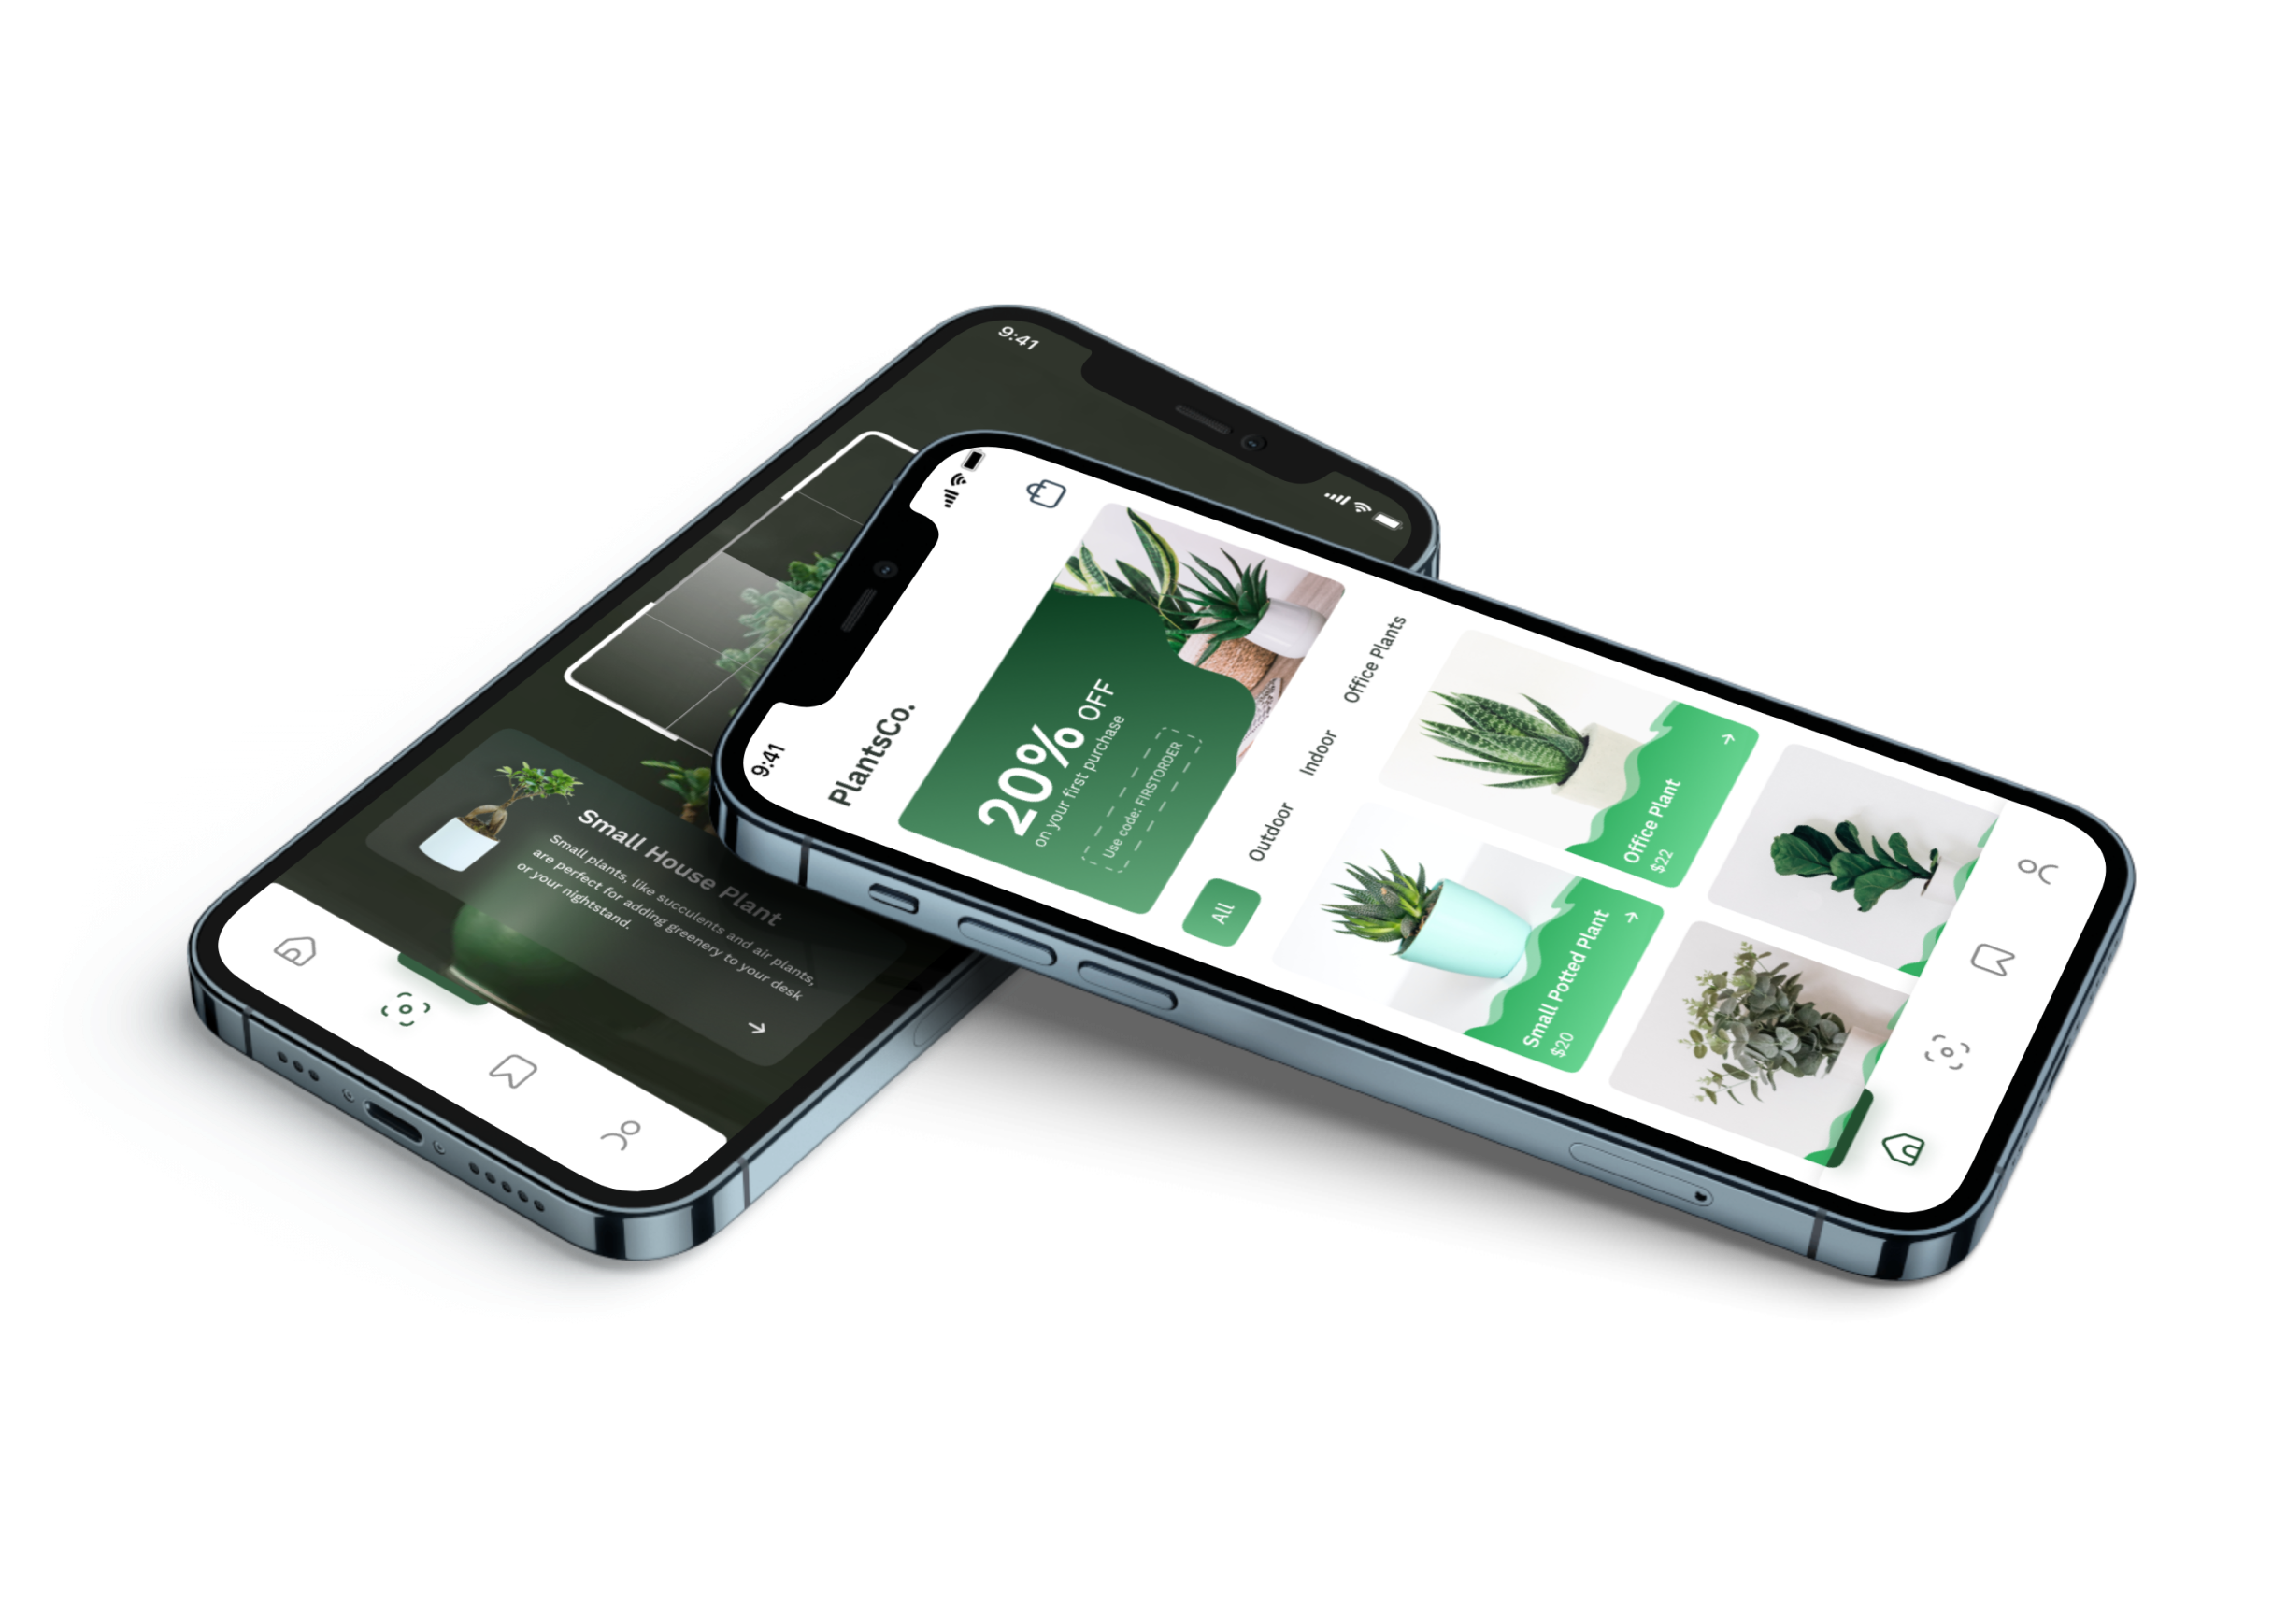 9:41
Small House Plant
Small plants, like succulents and air plants,
are perfect for adding greenery to your desk
or your nightstand.
9:41
PlantsCo.
20% OFF
on your first purchase
Use code: FIRSTORDER
All
Outdoor
Indoor
Office Plants
Small Potted Plant
$20
Office Plant
$22